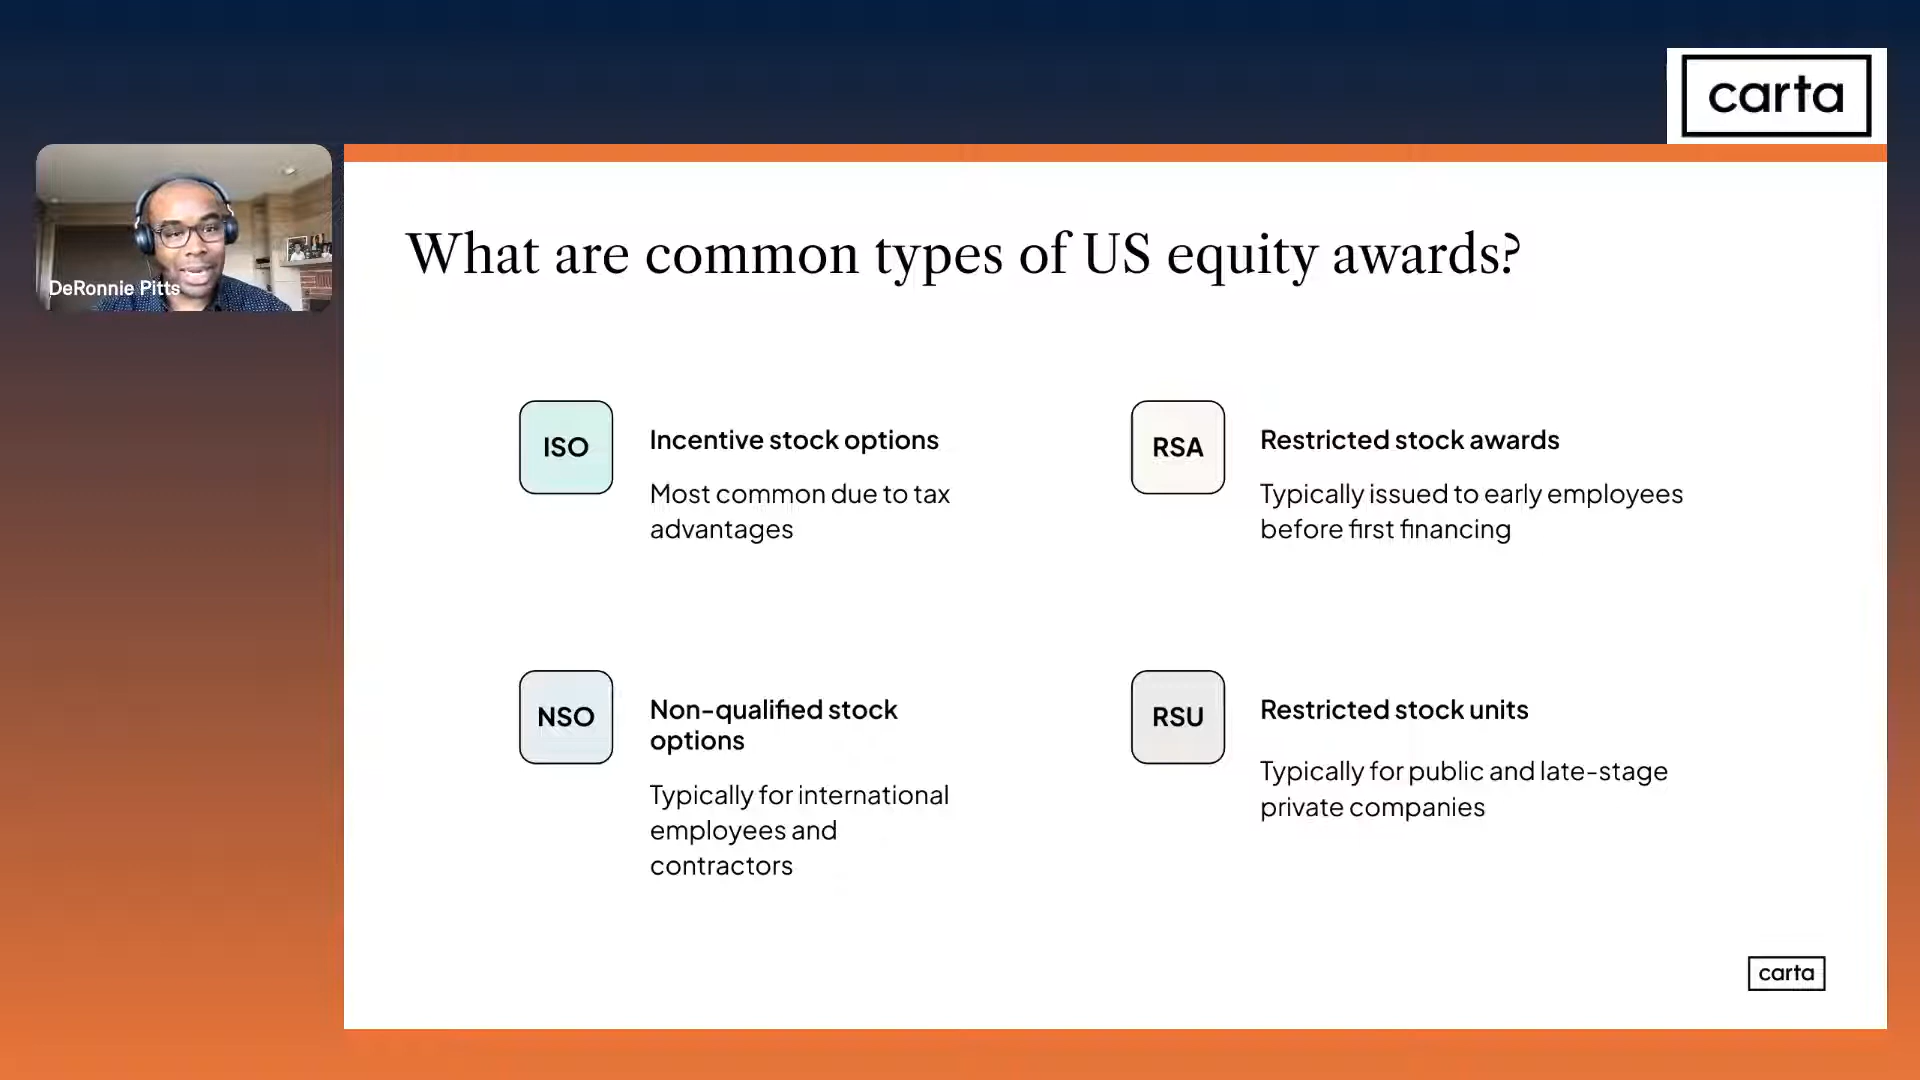 carta
DeRonnie Pitts
What are common types of US equity awards?
ISO
Incentive stock options
Most common due to tax
advantages
RSA
Restricted stock awards
Typically issued to early employees
before first financing
NSO
Non-qualified stock
options
Typically for international
employees and
contractors
RSU
Restricted stock units
Typically for public and late-stage
private companies
carta